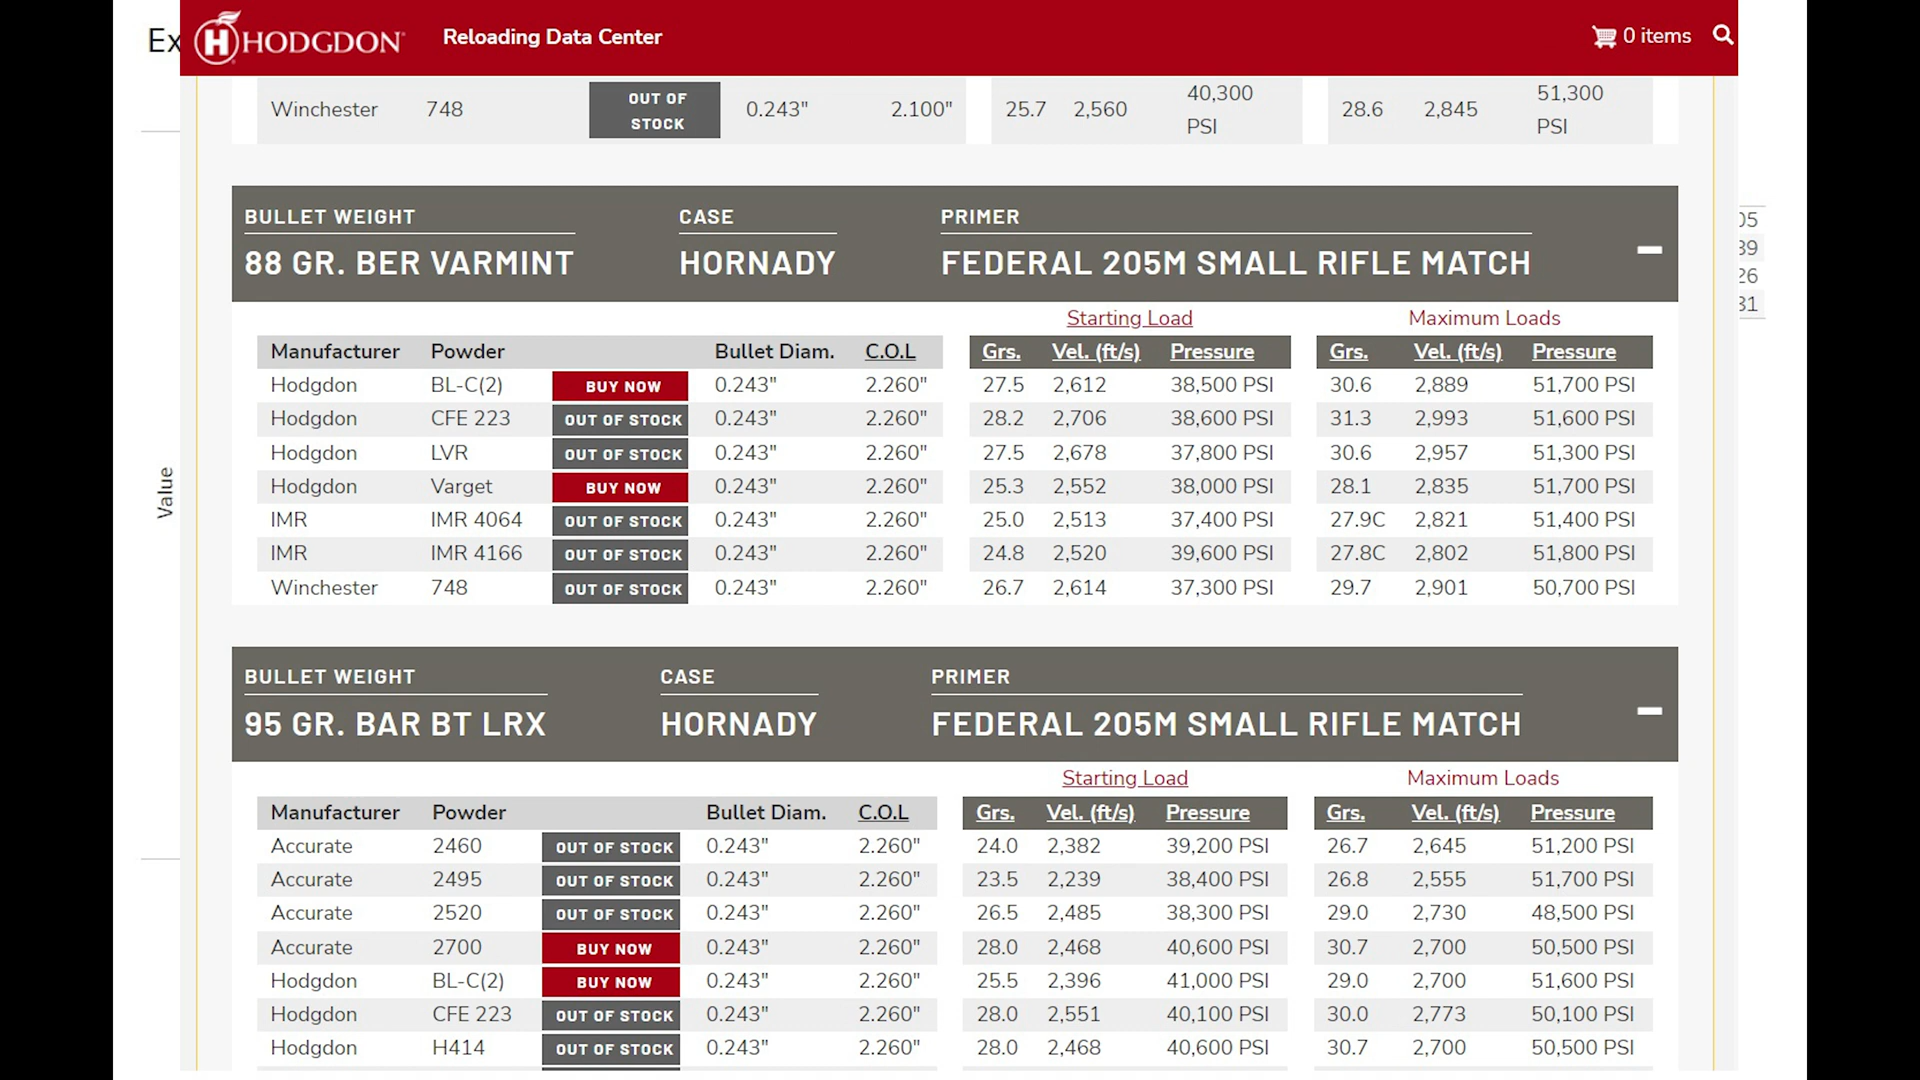 Ex
HODGDON Reloading Data Center 0 items
Winchester 748 OUT OF STOCK 0.243" 2.100" 25.7 2,560 40,300 PSI 28.6 2,845 51,300 PSI
BULLET WEIGHT CASE PRIMER
88 GR. BER VARMINT HORNADY FEDERAL 205M SMALL RIFLE MATCH
Starting Load Maximum Loads
Manufacturer Powder Bullet Diam. C.O.L Grs. Vel. (ft/s) Pressure Grs. Vel. (ft/s) Pressure
Hodgdon BL-C(2) BUY NOW 0.243" 2.260" 27.5 2,612 38,500 PSI 30.6 2,889 51,700 PSI
Hodgdon CFE 223 OUT OF STOCK 0.243" 2.260" 28.2 2,706 38,600 PSI 31.3 2,993 51,600 PSI
Hodgdon LVR OUT OF STOCK 0.243" 2.260" 27.5 2,678 37,800 PSI 30.6 2,957 51,300 PSI
Hodgdon Varget BUY NOW 0.243" 2.260" 25.3 2,552 38,000 PSI 28.1 2,835 51,700 PSI
IMR IMR 4064 OUT OF STOCK 0.243" 2.260" 25.0 2,513 37,400 PSI 27.9C 2,821 51,400 PSI
IMR IMR 4166 OUT OF STOCK 0.243" 2.260" 24.8 2,520 39,600 PSI 27.8C 2,802 51,800 PSI
Winchester 748 OUT OF STOCK 0.243" 2.260" 26.7 2,614 37,300 PSI 29.7 2,901 50,700 PSI
BULLET WEIGHT CASE PRIMER
95 GR. BAR BT LRX HORNADY FEDERAL 205M SMALL RIFLE MATCH
Starting Load Maximum Loads
Manufacturer Powder Bullet Diam. C.O.L Grs. Vel. (ft/s) Pressure Grs. Vel. (ft/s) Pressure
Accurate 2460 OUT OF STOCK 0.243" 2.260" 24.0 2,382 39,200 PSI 26.7 2,645 51,200 PSI
Accurate 2495 OUT OF STOCK 0.243" 2.260" 23.5 2,239 38,400 PSI 26.8 2,555 51,700 PSI
Accurate 2520 OUT OF STOCK 0.243" 2.260" 26.5 2,485 38,300 PSI 29.0 2,730 48,500 PSI
Accurate 2700 BUY NOW 0.243" 2.260" 28.0 2,468 40,600 PSI 30.7 2,700 50,500 PSI
Hodgdon BL-C(2) BUY NOW 0.243" 2.260" 25.5 2,396 41,000 PSI 29.0 2,700 51,600 PSI
Hodgdon CFE 223 OUT OF STOCK 0.243" 2.260" 28.0 2,551 40,100 PSI 30.0 2,773 50,100 PSI
Hodgdon H414 OUT OF STOCK 0.243" 2.260" 28.0 2,468 40,600 PSI 30.7 2,700 50,500 PSI
Value
05
39
26
31